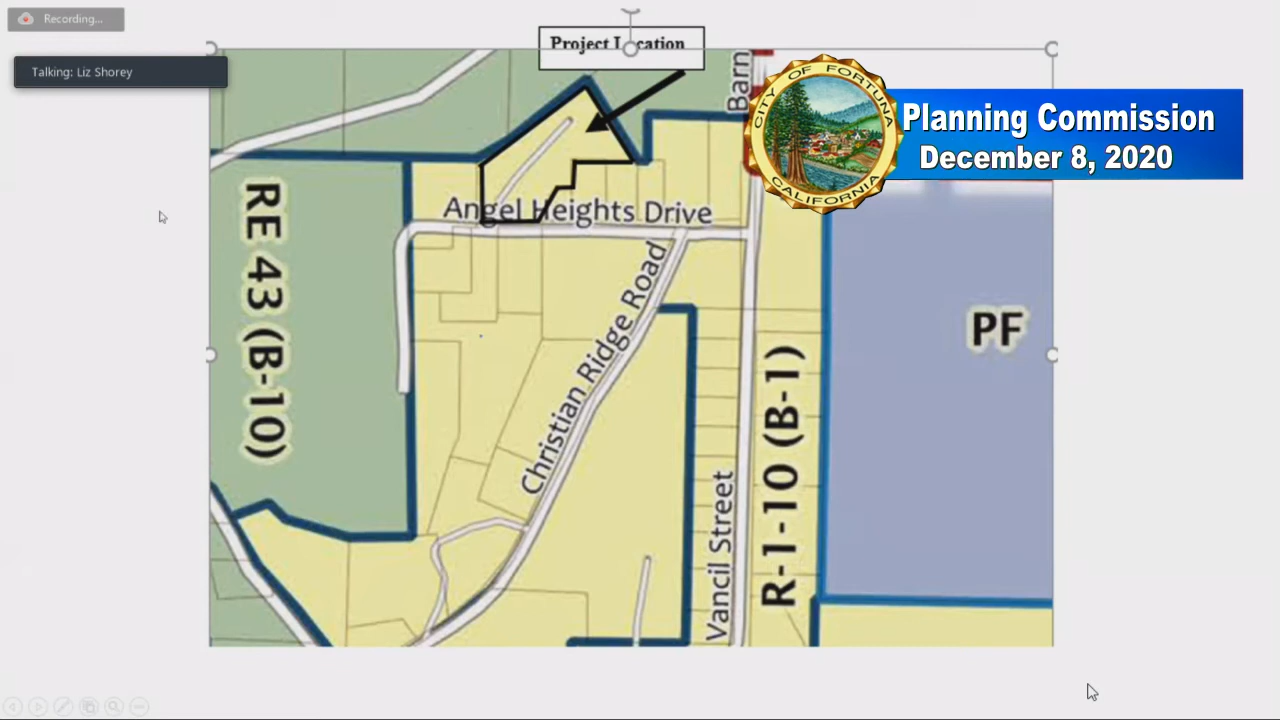 Recording...
Talking: Liz Shorey
Project Location
Barn
CITY OF FORTUNA
CALIFORNIA
Planning Commission
December 8, 2020
RE 43 (B-10)
Angel Heights Drive
Christian Ridge Road
Vancil Street
R-1-10 (B-1)
PF